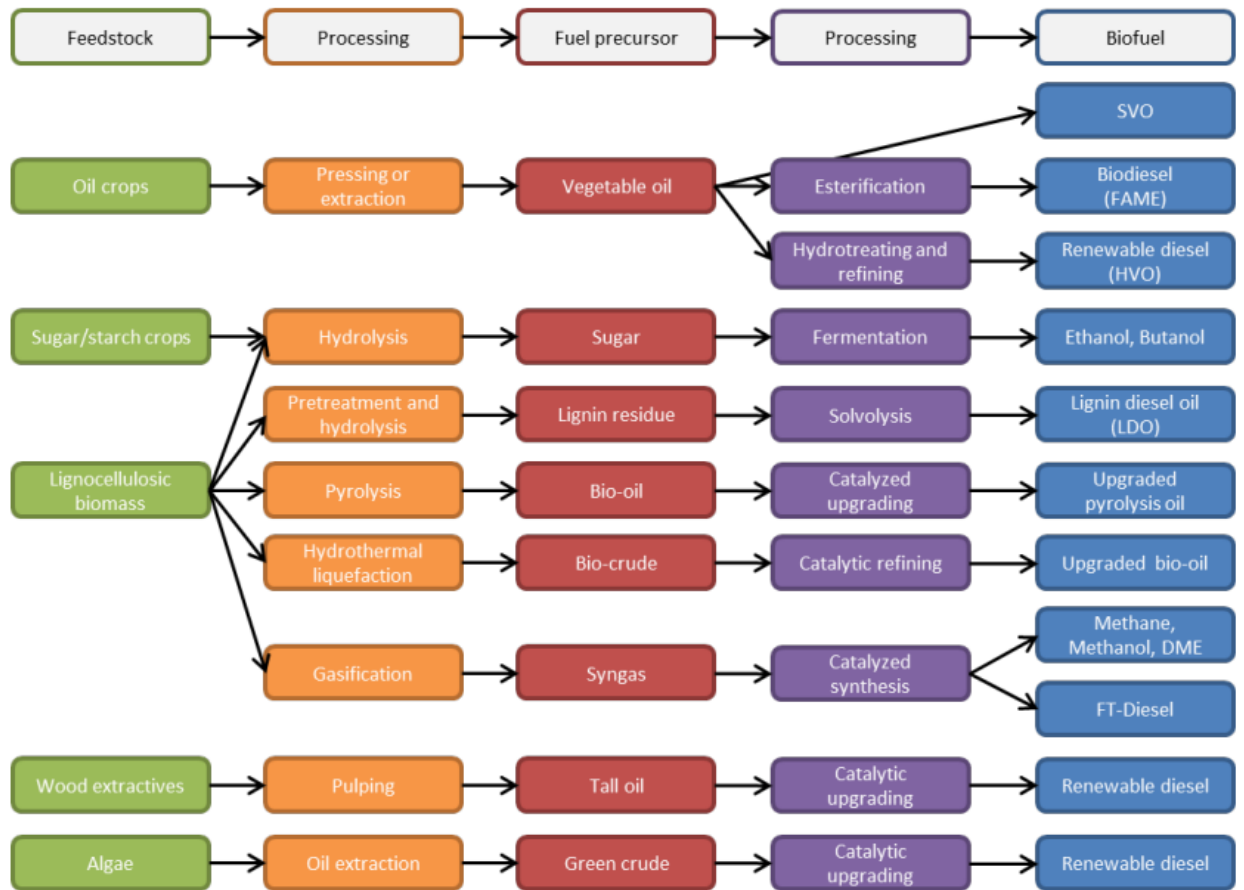 Feedstock
Processing
Fuel precursor
Processing
Biofuel
SVO
Oil crops
Pressing or
extraction
Vegetable oil
Esterification
Biodiesel
(FAME)
Hydrotreating and
refining
Renewable diesel
(HVO)
Sugar/starch crops
Hydrolysis
Sugar
Fermentation
Ethanol, Butanol
Pretreatment and
hydrolysis
Lignin residue
Solvolysis
Lignin diesel oil
(LDO)
Lignocellulosic
biomass
Pyrolysis
Bio-oil
Catalyzed
upgrading
Upgraded
pyrolysis oil
Hydrothermal
liquefaction
Bio-crude
Catalytic refining
Upgraded bio-oil
Gasification
Syngas
Catalyzed
synthesis
Methane,
Methanol, DME
FT-Diesel
Wood extractives
Pulping
Tall oil
Catalytic
upgrading
Renewable diesel
Algae
Oil extraction
Green crude
Catalytic
upgrading
Renewable diesel